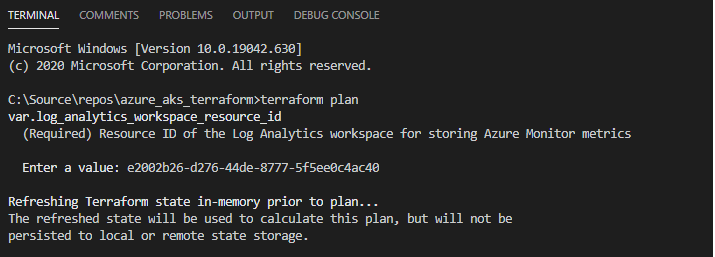 TERMINAL COMMENTS PROBLEMS OUTPUT DEBUG CONSOLE
Microsoft Windows [Version 10.0.19042.630]
(c) 2020 Microsoft Corporation. All rights reserved.
C:\Source\repos\azure_aks_terraform>terraform plan
var.log_analytics_workspace_resource_id
(Required) Resource ID of the Log Analytics workspace for storing Azure Monitor metrics
Enter a value: e2002b26-d276-44de-8777-5f5ee0c4ac40
Refreshing Terraform state in-memory prior to plan...
The refreshed state will be used to calculate this plan, but will not be
persisted to local or remote state storage.